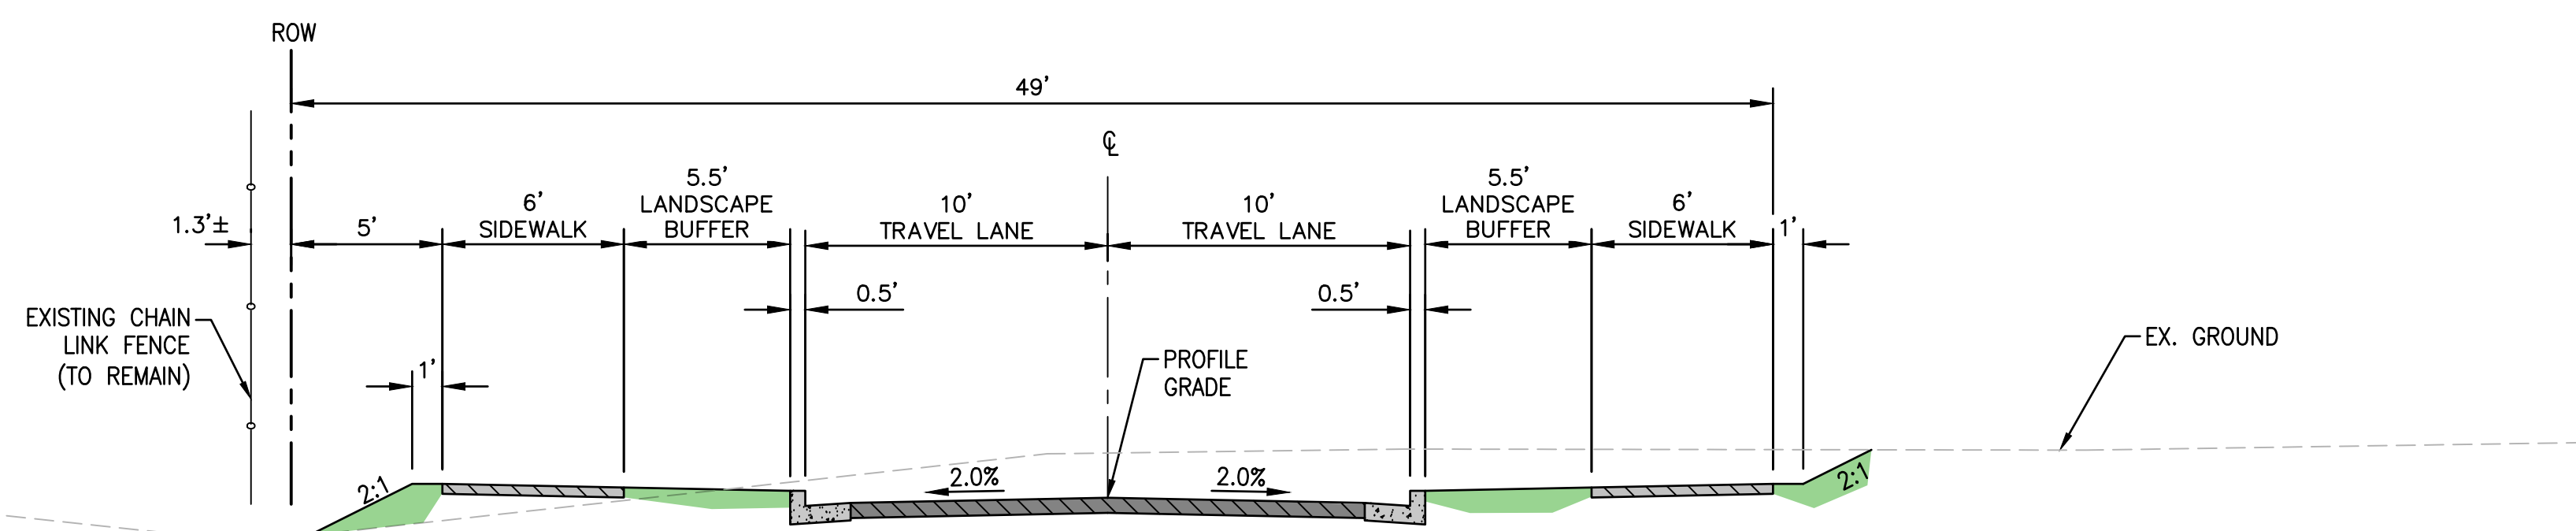 ROW
49'
℄
1.3'±
5'
6'
SIDEWALK
5.5'
LANDSCAPE
BUFFER
10'
TRAVEL LANE
10'
TRAVEL LANE
5.5'
LANDSCAPE
BUFFER
6'
SIDEWALK
1'
0.5'
0.5'
EXISTING CHAIN
LINK FENCE
(TO REMAIN)
1'
PROFILE
GRADE
EX. GROUND
2:1
2.0%
2.0%
2:1